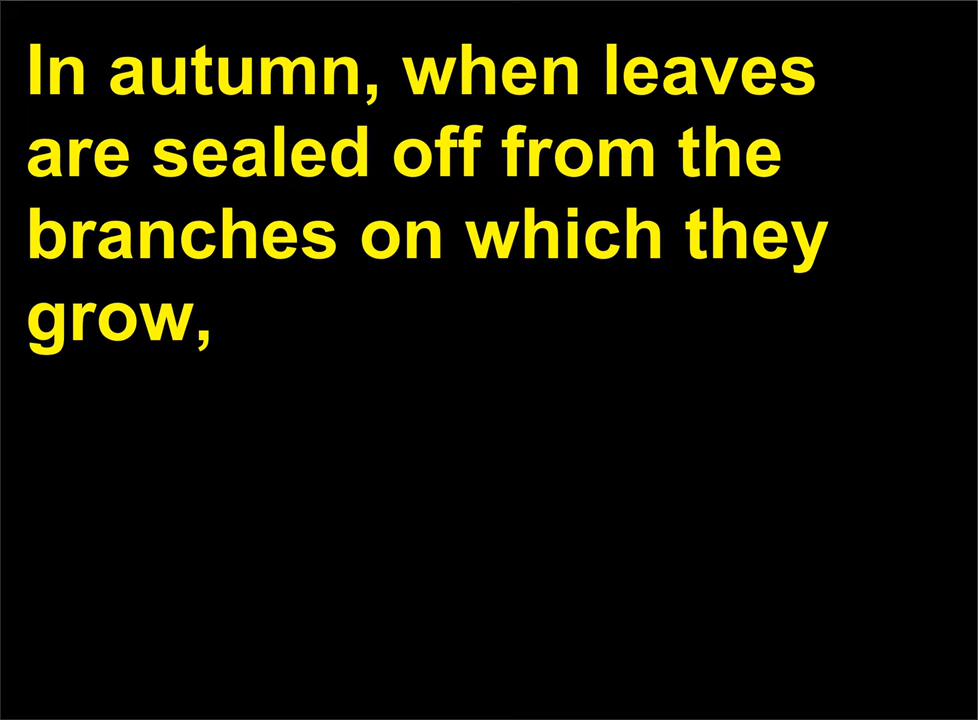 In autumn, when leaves
are sealed off from the
branches on which they
grow,